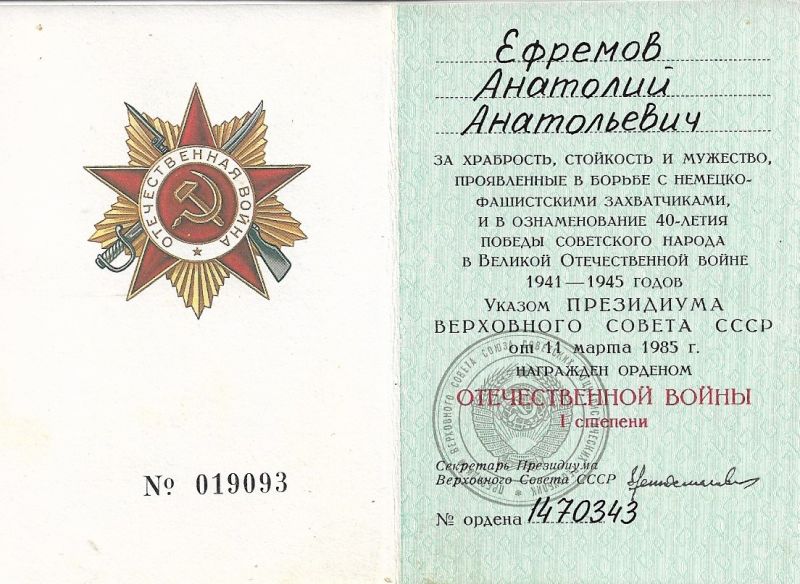 ОТЕЧЕСТВЕННАЯ ВОЙНА
№ 019093
Ефремов
Анатолий
Анатольевич
ЗА ХРАБРОСТЬ, СТОЙКОСТЬ И МУЖЕСТВО,
ПРОЯВЛЕННЫЕ В БОРЬБЕ С НЕМЕЦКО-
ФАШИСТСКИМИ ЗАХВАТЧИКАМИ,
И В ОЗНАМЕНОВАНИЕ 40-ЛЕТИЯ
ПОБЕДЫ СОВЕТСКОГО НАРОДА
В ВЕЛИКОЙ ОТЕЧЕСТВЕННОЙ ВОЙНЕ
1941—1945 ГОДОВ
УКАЗОМ ПРЕЗИДИУМА
ВЕРХОВНОГО СОВЕТА СССР
от 11 марта 1985 г.
НАГРАЖДЕН ОРДЕНОМ
ОТЕЧЕСТВЕННОЙ ВОЙНЫ
I степени
Секретарь Президиума
Верховного Совета СССР
№ ордена 1470343